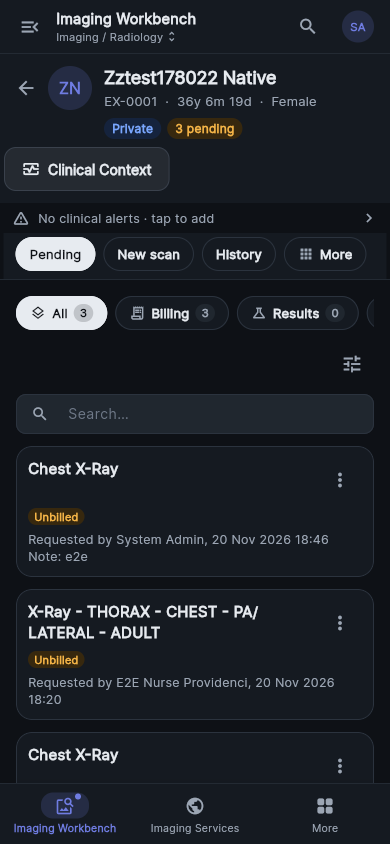 Imaging Workbench
Imaging / Radiology
SA
ZN
Zztest178022 Native
EX-0001 · 36y 6m 19d · Female
Private
3 pending
Clinical Context
No clinical alerts · tap to add
Pending
New scan
History
More
All 3
Billing 3
Results 0
Search...
Chest X-Ray
Unbilled
Requested by System Admin, 20 Nov 2026 18:46
Note: e2e
X-Ray - THORAX - CHEST - PA/
LATERAL - ADULT
Unbilled
Requested by E2E Nurse Providenci, 20 Nov 2026
18:20
Chest X-Ray
Imaging Workbench
Imaging Services
More